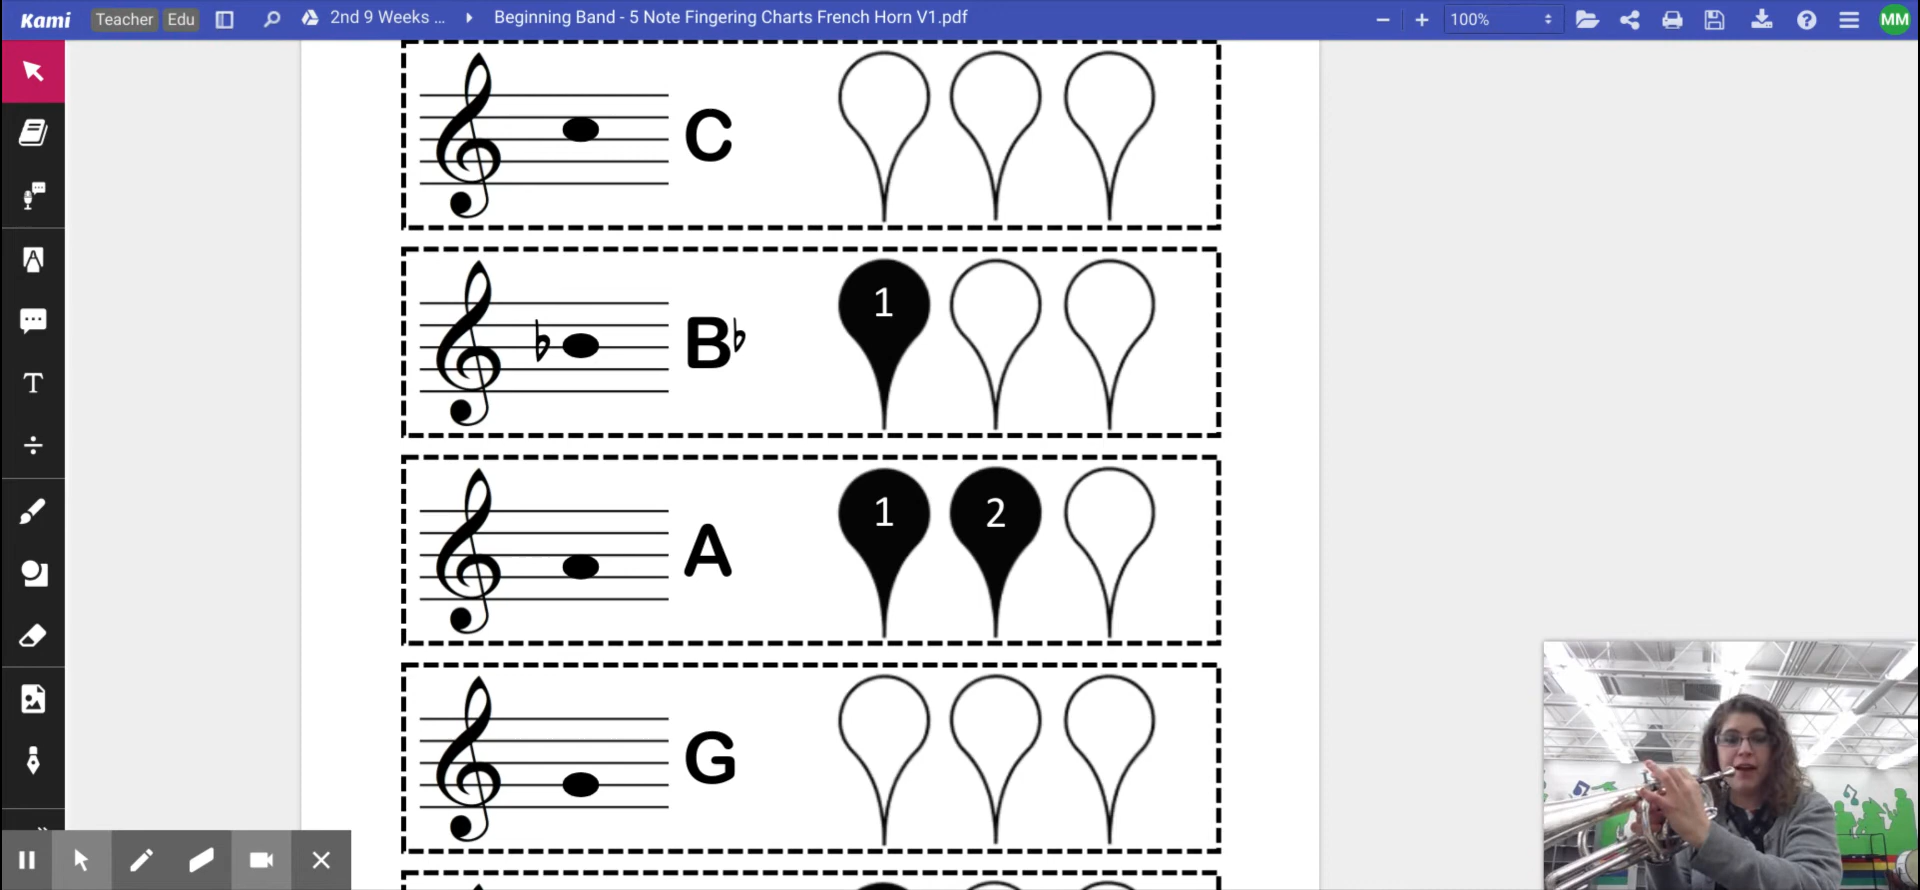 Kami Teacher Edu 2nd 9 Weeks ... Beginning Band - 5 Note Fingering Charts French Horn V1.pdf 100% MM
C
B♭ 1
A 1 2
G
T